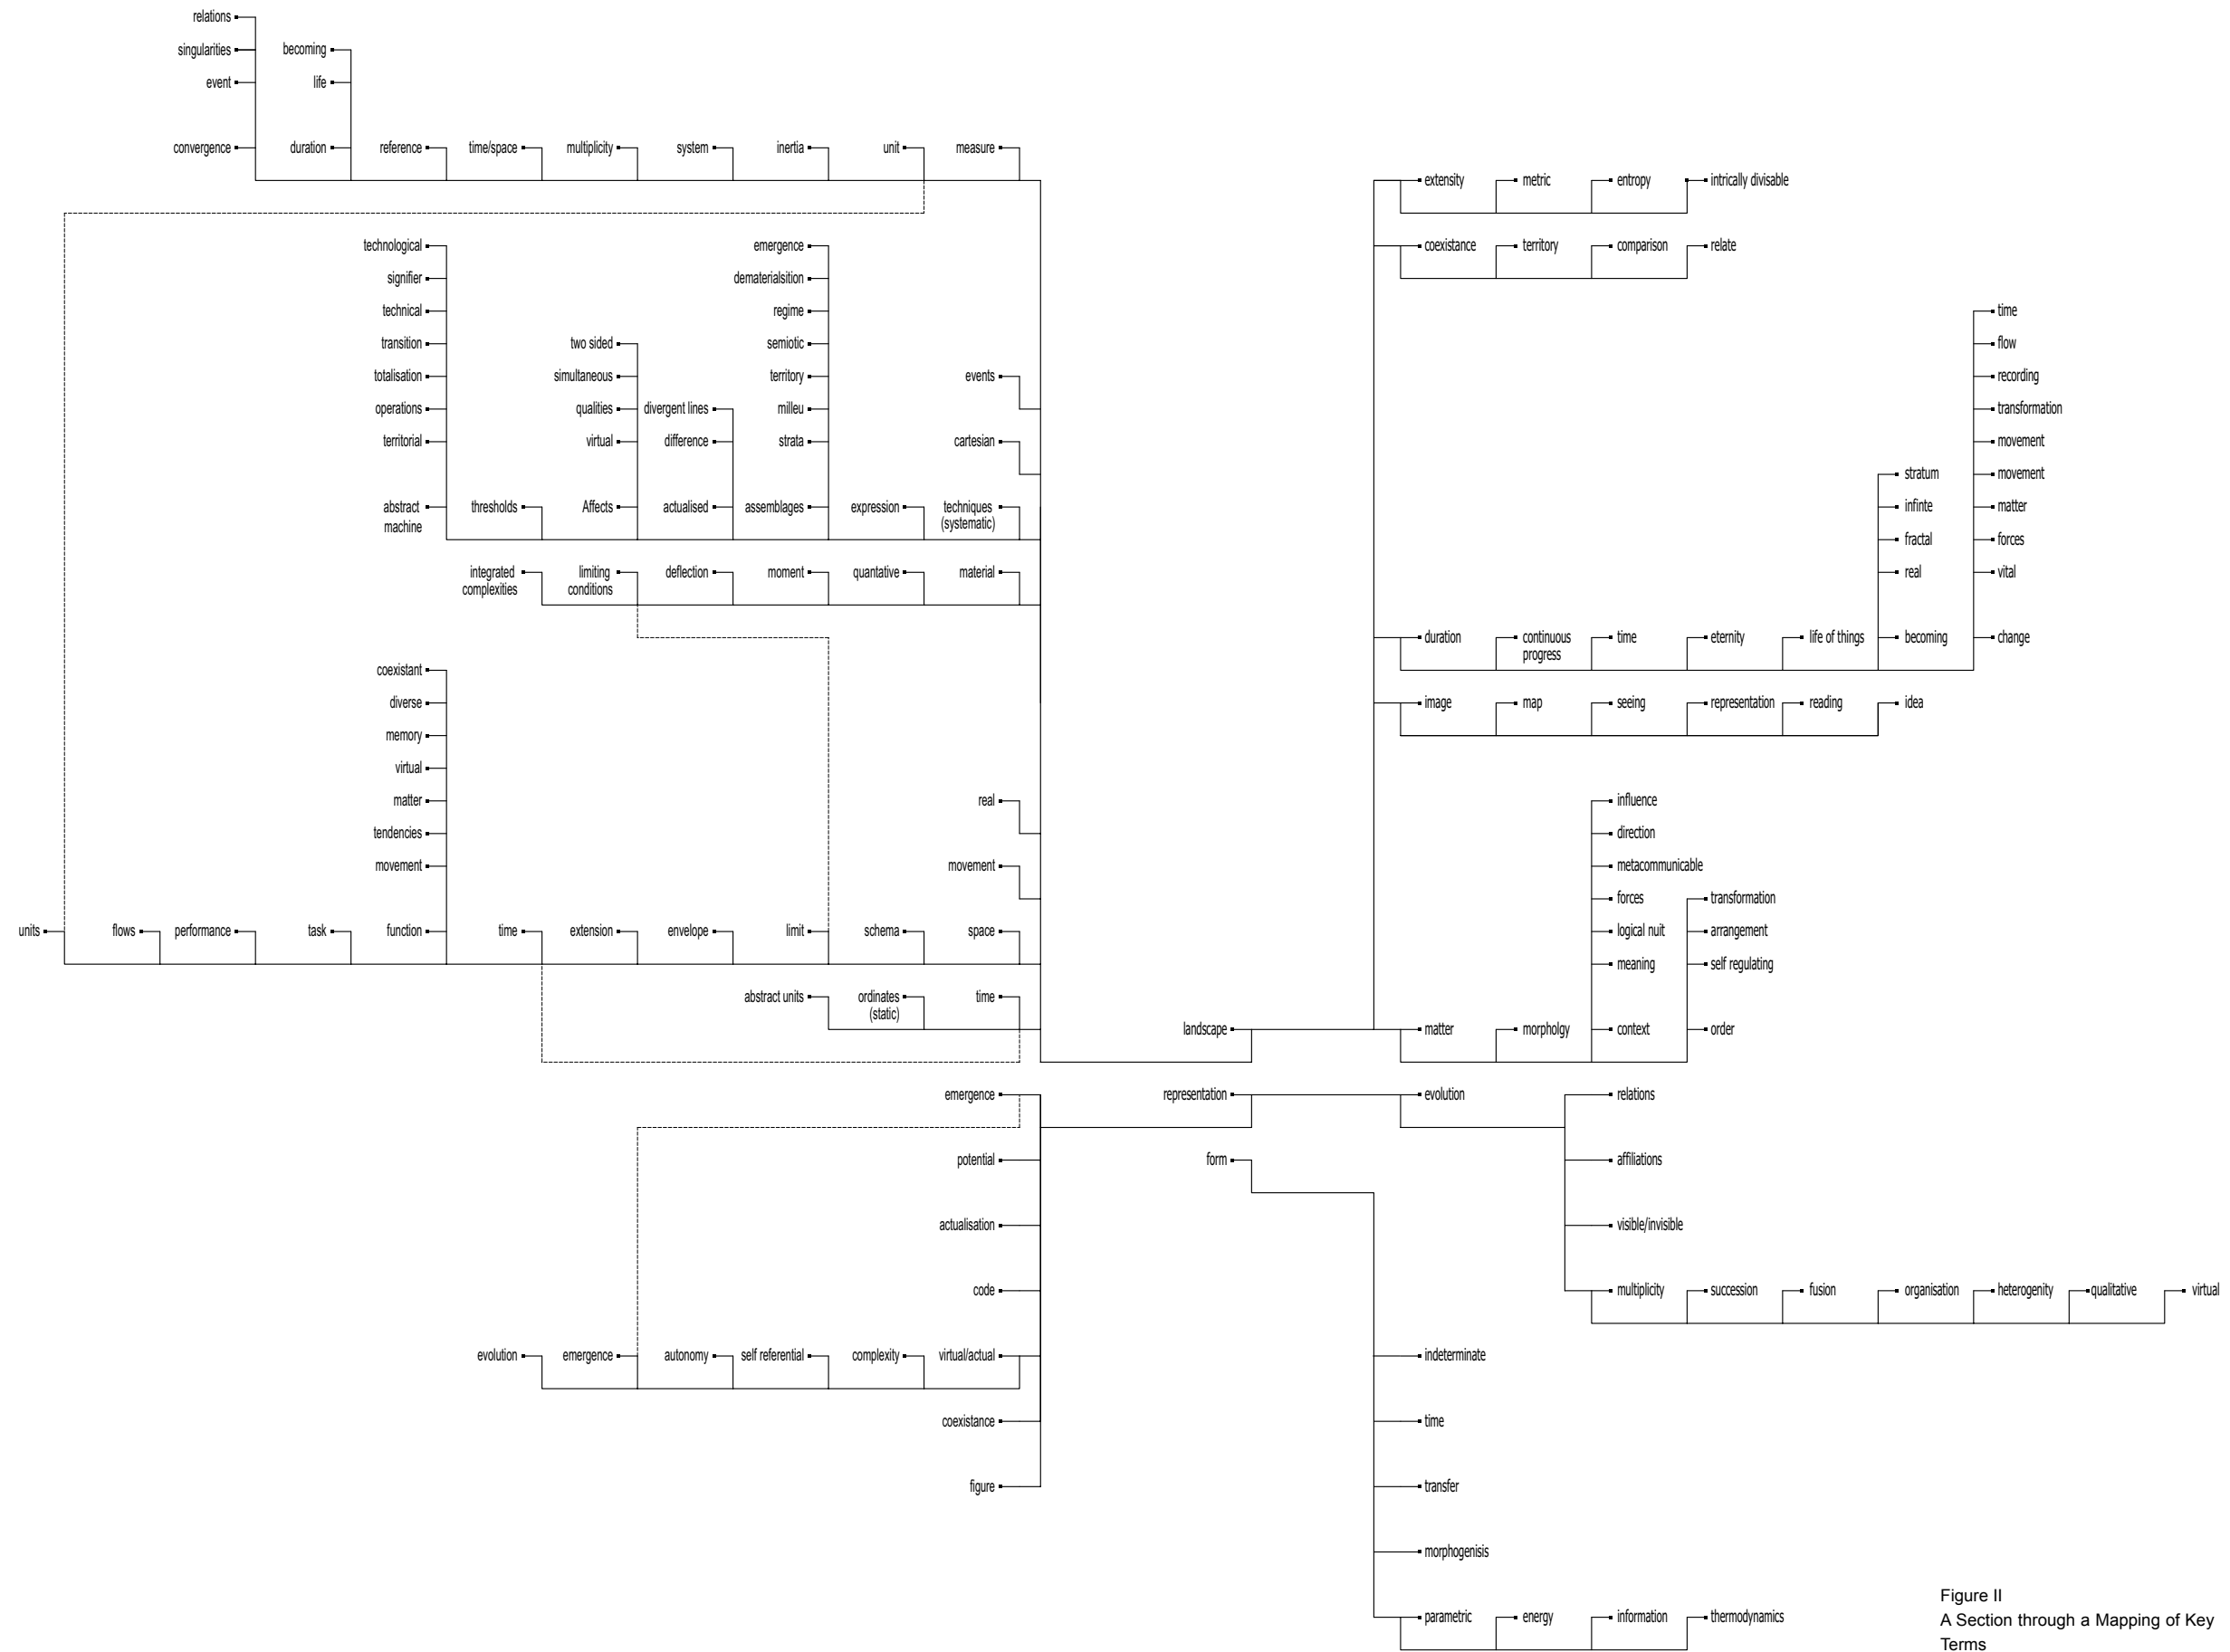 relations
singularities
becoming
event
life
convergence
duration
reference
time/space
multiplicity
system
inertia
unit
measure
technological
emergence
signifier
dematerialsition
technical
regime
transition
two sided
semiotic
totalisation
simultaneous
territory
events
operations
qualities
divergent lines
milleu
territorial
virtual
difference
strata
cartesian
abstract
machine
thresholds
Affects
actualised
assemblages
expression
techniques
(systematic)
integrated
complexities
limiting
conditions
deflection
moment
quantative
material
coexistant
diverse
memory
virtual
matter
real
tendencies
movement
movement
units
flows
performance
task
function
time
extension
envelope
limit
schema
space
abstract units
ordinates
(static)
time
landscape
extensity
metric
entropy
intrically divisable
coexistance
territory
comparison
relate
time
flow
recording
transformation
movement
stratum
movement
infinte
matter
fractal
forces
real
vital
duration
continuous
progress
time
eternity
life of things
becoming
change
image
map
seeing
representation
reading
idea
influence
direction
metacommunicable
forces
transformation
logical nuit
arrangement
meaning
self regulating
matter
morpholgy
context
order
emergence
representation
evolution
relations
potential
form
affiliations
actualisation
visible/invisible
code
multiplicity
succession
fusion
organisation
heterogenity
qualitative
virtual
evolution
emergence
autonomy
self referential
complexity
virtual/actual
indeterminate
coexistance
time
figure
transfer
morphogenisis
parametric
energy
information
thermodynamics
Figure II
A Section through a Mapping of Key
Terms